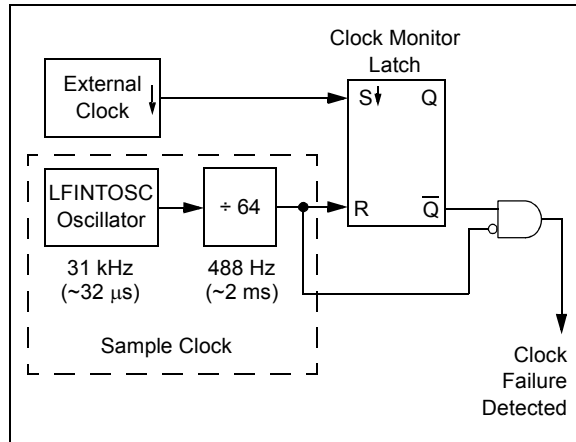 Clock Monitor
Latch
External
Clock
S
Q
LFINTOSC
Oscillator
÷ 64
R
Q̅
31 kHz
(~32 μs)
488 Hz
(~2 ms)
Sample Clock
Clock
Failure
Detected